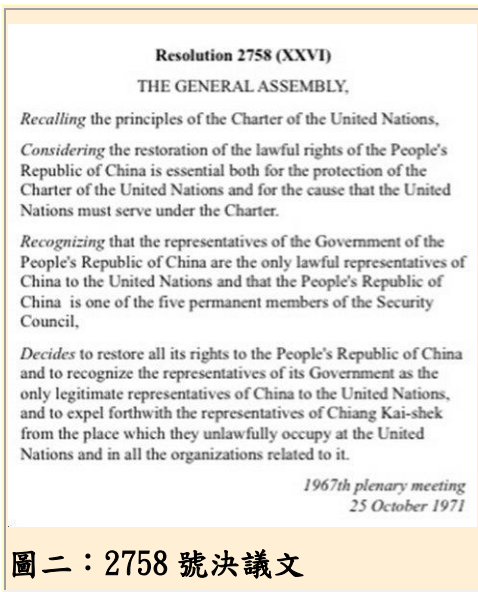 Resolution 2758 (XXVI)
THE GENERAL ASSEMBLY,
Recalling the principles of the Charter of the United Nations,
Considering the restoration of the lawful rights of the People's
Republic of China is essential both for the protection of the
Charter of the United Nations and for the cause that the United
Nations must serve under the Charter.
Recognizing that the representatives of the Government of the
People's Republic of China are the only lawful representatives of
China to the United Nations and that the People's Republic of
China is one of the five permanent members of the Security
Council,
Decides to restore all its rights to the People's Republic of China
and to recognize the representatives of its Government as the
only legitimate representatives of China to the United Nations,
and to expel forthwith the representatives of Chiang Kai-shek
from the place which they unlawfully occupy at the United
Nations and in all the organizations related to it.
1967th plenary meeting
25 October 1971
圖二：2758 號決議文